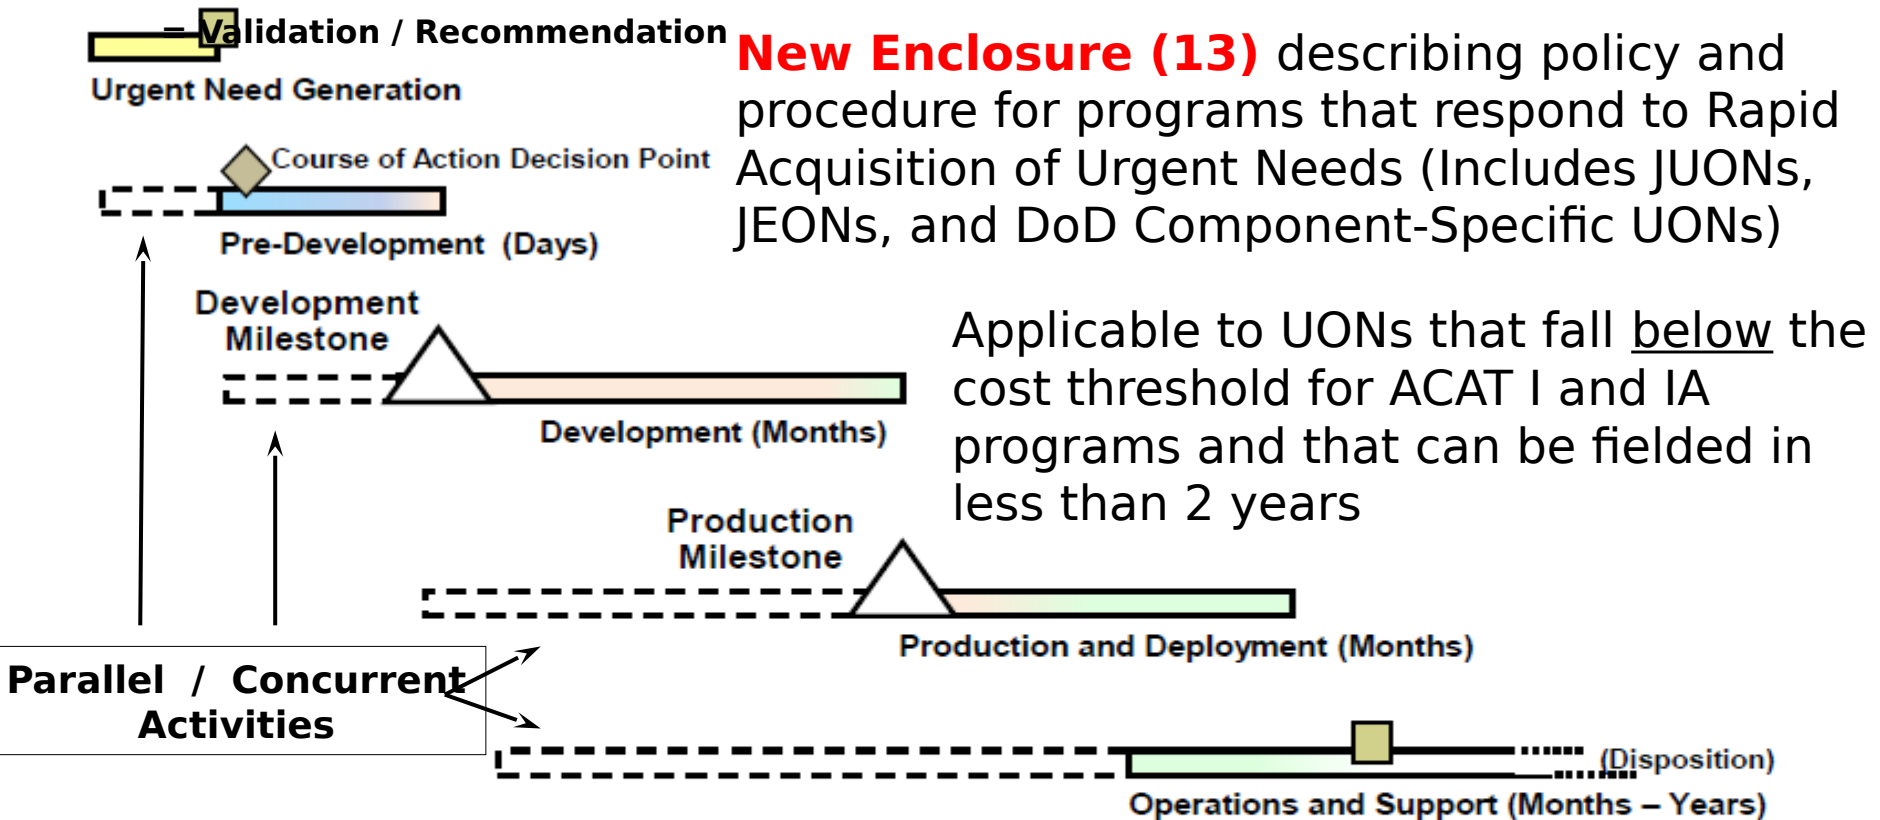 = Validation / Recommendation
Urgent Need Generation
New Enclosure (13) describing policy and
procedure for programs that respond to Rapid
Acquisition of Urgent Needs (Includes JUONs,
JEONs, and DoD Component-Specific UONs)
Course of Action Decision Point
Pre-Development (Days)
Development
Milestone
Development (Months)
Applicable to UONs that fall below the
cost threshold for ACAT I and IA
programs and that can be fielded in
less than 2 years
Production
Milestone
Production and Deployment (Months)
Parallel / Concurrent
Activities
(Disposition)
Operations and Support (Months – Years)